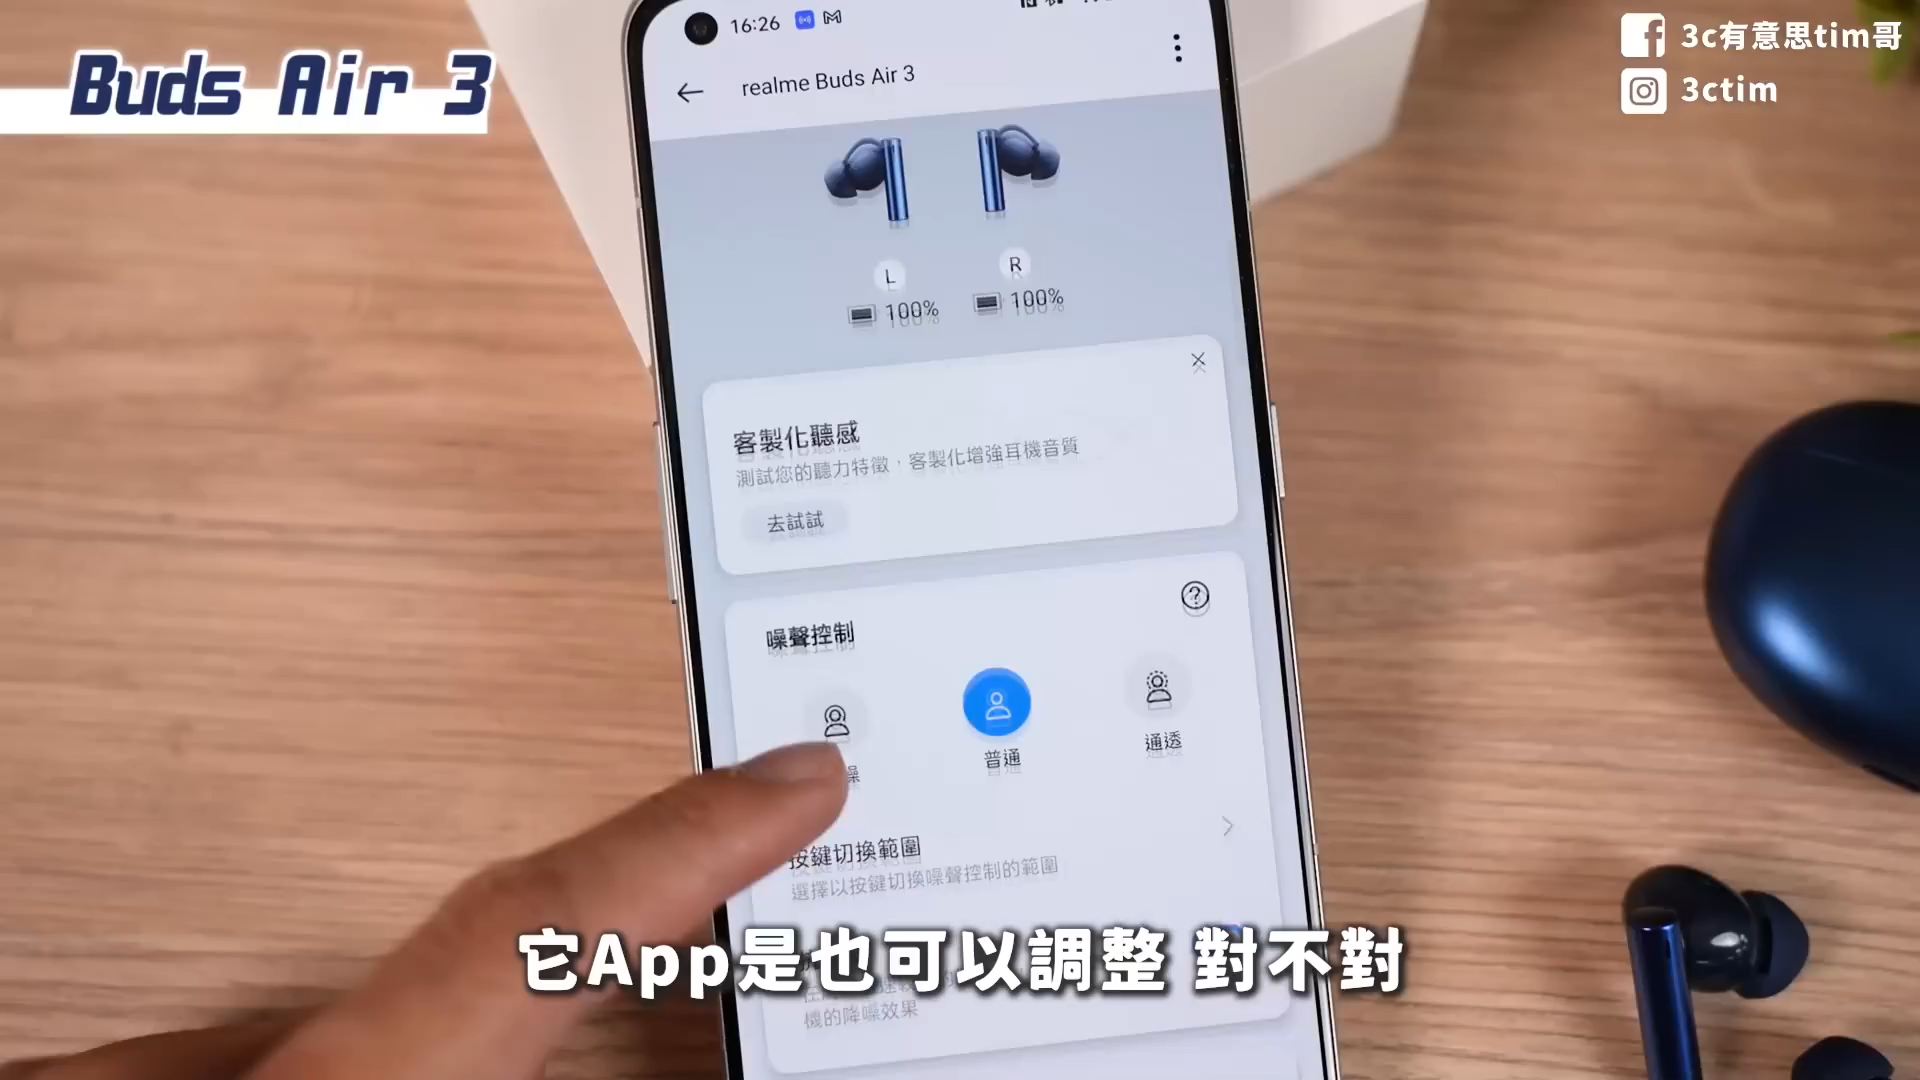 Buds Air 3
3c有意思tim哥
3ctim
16:26
realme Buds Air 3
L
R
100%
100%
客製化聽感
測試您的聽力特徵,客製化增強耳機音質
去試試
噪聲控制
噪
普通
通透
按鍵切換範圍
選擇以按鍵切換噪聲控制的範圍
機的降噪效果
它App是也可以調整 對不對